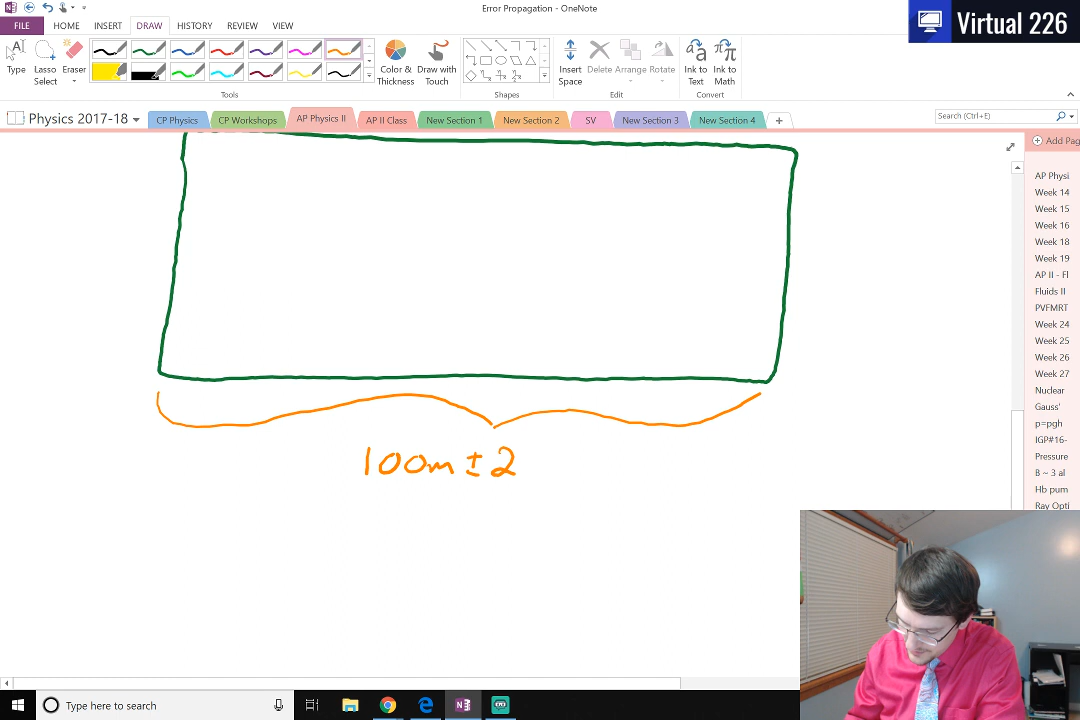 Error Propagation - OneNote
Virtual 226
FILE HOME INSERT DRAW HISTORY REVIEW VIEW
Type
Lasso Select
Eraser
Color & Thickness
Draw with Touch
Insert Space
Delete Arrange Rotate
Ink to Text
Ink to Math
Tools Shapes Edit Convert
Physics 2017-18
CP Physics CP Workshops AP Physics II AP II Class New Section 1 New Section 2 SV New Section 3 New Section 4 +
Search (Ctrl+E)
Add Pag
AP Physi
Week 14
Week 15
Week 16
Week 18
Week 19
AP II - Fl
Fluids II
PVFMRT
Week 24
Week 25
Week 26
Week 27
Nuclear
Gauss'
p=pgh
IGP#16-
Pressure
B ~ 3 al
Hb pum
Ray Opti
100m ± 2
Type here to search